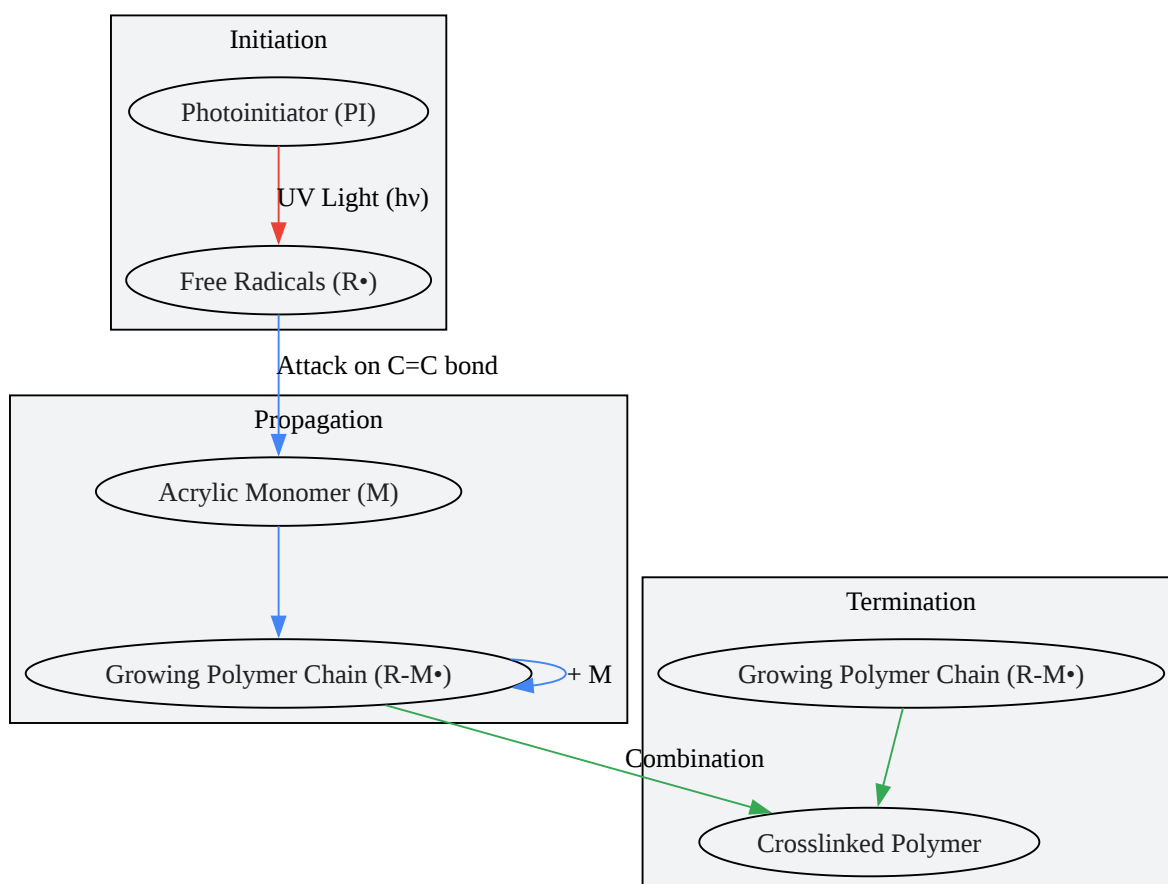 Initiation
Photoinitiator (PI)
UV Light (hν)
Free Radicals (R•)
Attack on C=C bond
Propagation
Acrylic Monomer (M)
Growing Polymer Chain (R-M•)
+ M
Termination
Growing Polymer Chain (R-M•)
Combination
Crosslinked Polymer